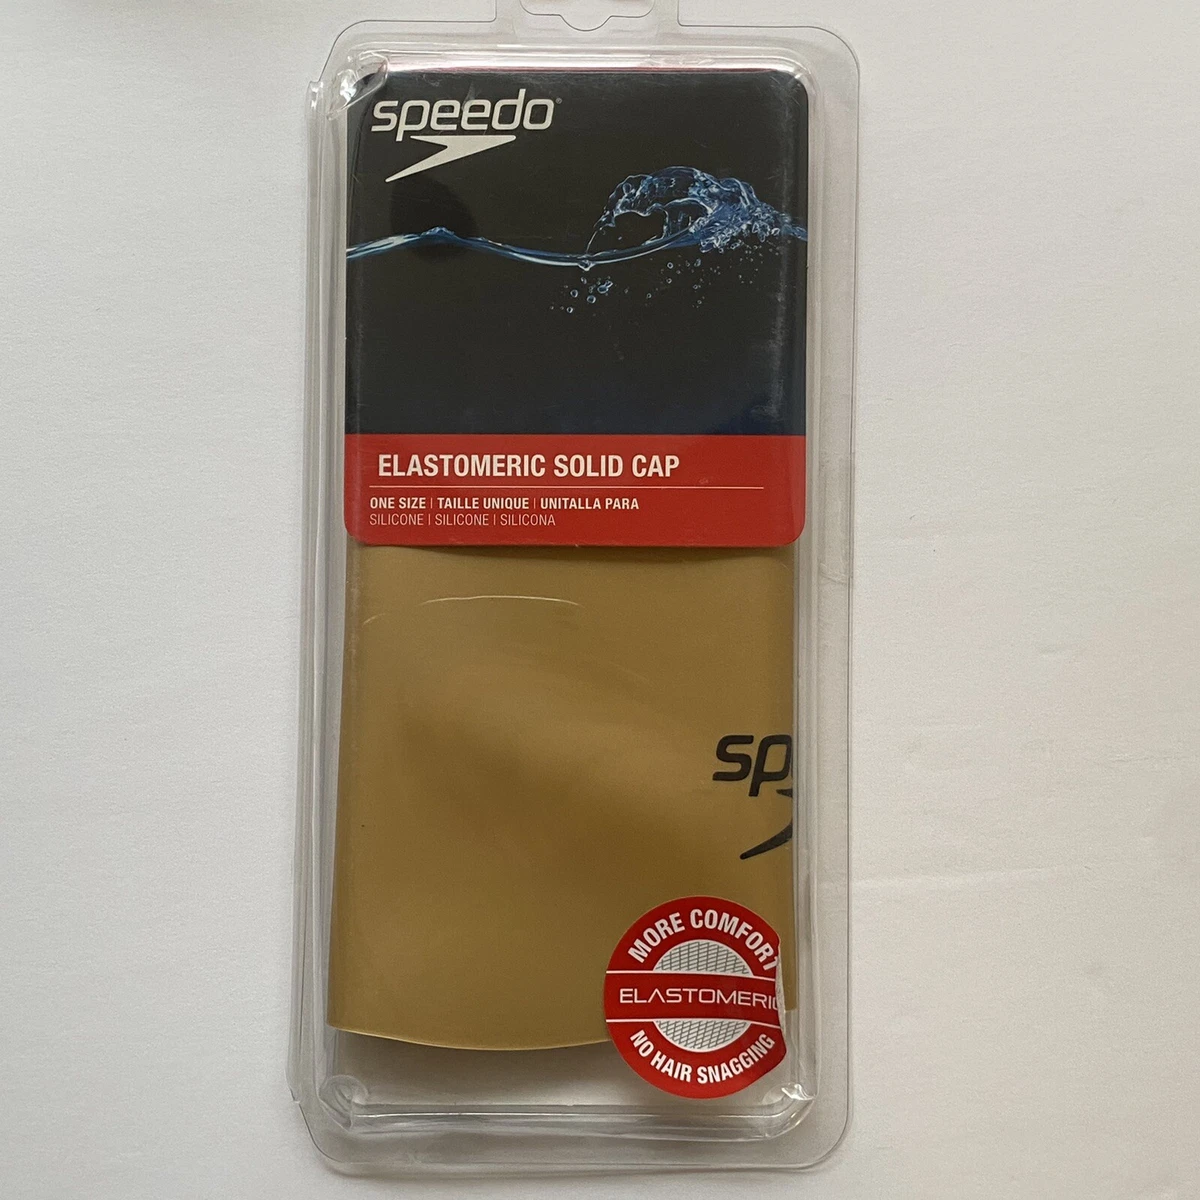 speedo
ELASTOMERIC SOLID CAP
ONE SIZE | TAILLE UNIQUE | UNITALLA PARA
SILICONE | SILICONE | SILICONA
sp
MORE COMFORT
ELASTOMERIC
NO HAIR SNAGGING